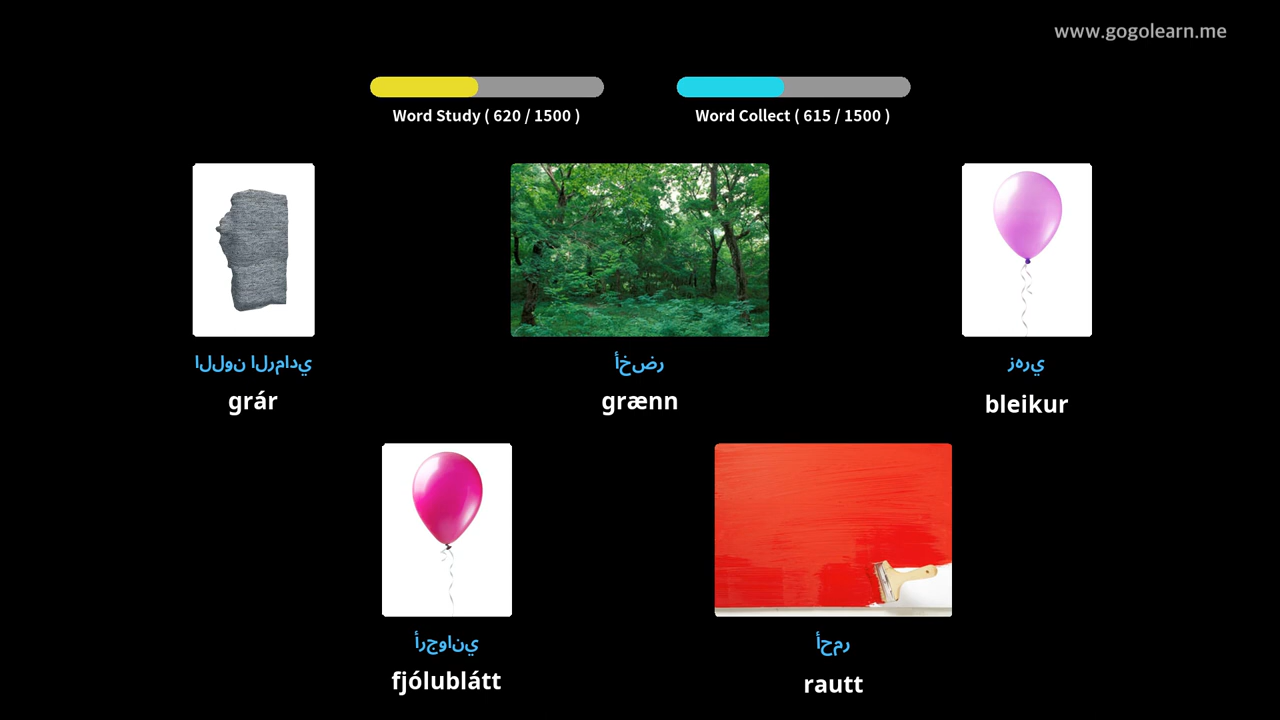 www.gogolearn.me
Word Study ( 620 / 1500 )
Word Collect ( 615 / 1500 )
اللون الرمادي
grár
أخضر
grænn
زهري
bleikur
أرجواني
fjólublátt
أحمر
rautt